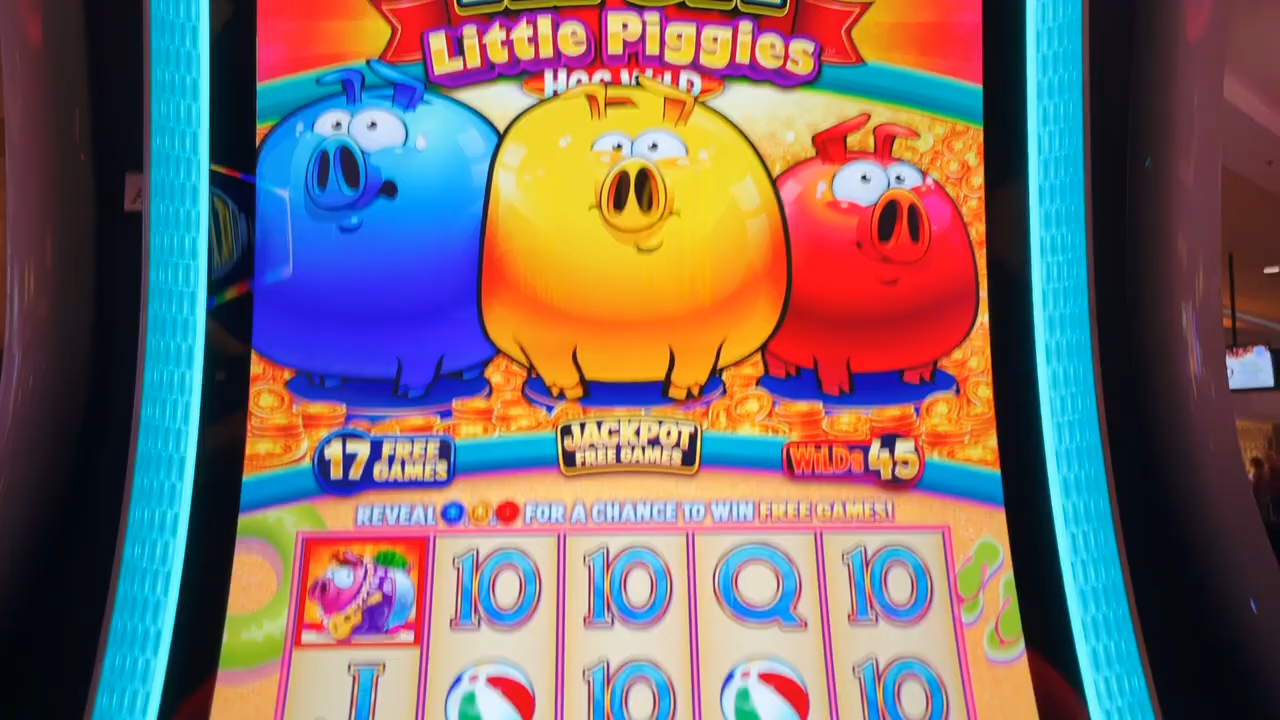 Little Piggies
HOG WILD
17 FREE GAMES
JACKPOT
FREE GAMES
WiLDs 45
REVEAL FOR A CHANCE TO WIN FREE GAMES!
10 10 Q 10
J 10 10